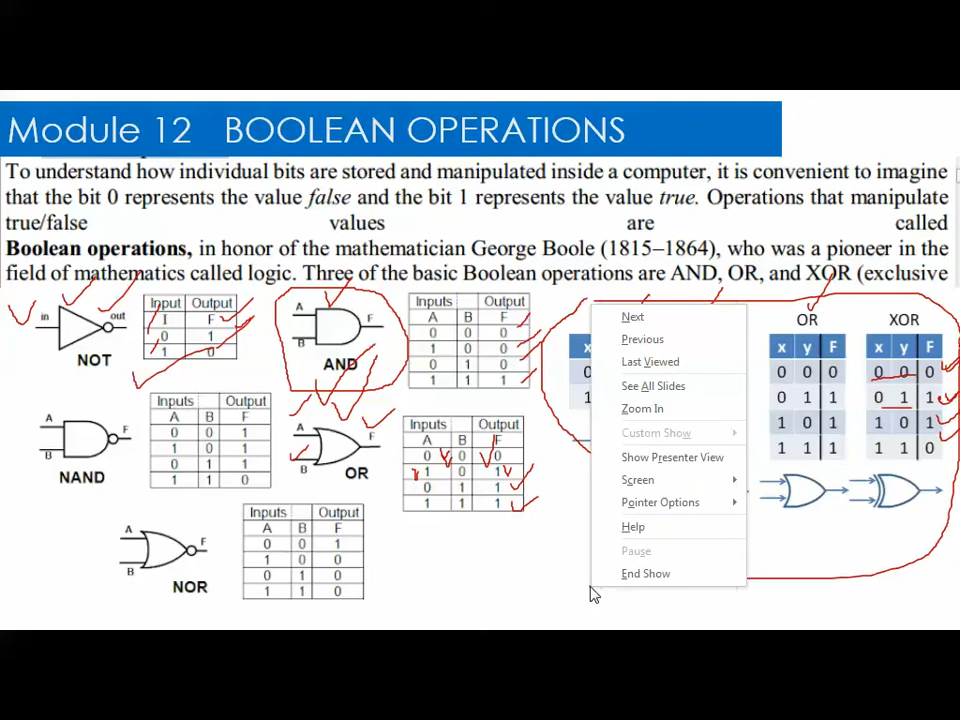 Module 12 BOOLEAN OPERATIONS
To understand how individual bits are stored and manipulated inside a computer, it is convenient to imagine
that the bit 0 represents the value false and the bit 1 represents the value true. Operations that manipulate
true/false values are called
Boolean operations, in honor of the mathematician George Boole (1815–1864), who was a pioneer in the
field of mathematics called logic. Three of the basic Boolean operations are AND, OR, and XOR (exclusive
in out
NOT
Input Output
I F
0 1
1 0
A
B
F
AND
Inputs Output
A B F
0 0 0
1 0 0
0 1 0
1 1 1
x
0
1
Next
Previous
Last Viewed
See All Slides
Zoom In
Custom Show
Show Presenter View
Screen
Pointer Options
Help
Pause
End Show
OR
x y F
0 0 0
0 1 1
1 0 1
1 1 1
XOR
x y F
0 0 0
0 1 1
1 0 1
1 1 0
A
B
F
NAND
Inputs Output
A B F
0 0 1
1 0 1
0 1 1
1 1 0
A
B
F
OR
Inputs Output
A B F
0 0 0
1 0 1
0 1 1
1 1 1
A
B
F
NOR
Inputs Output
A B F
0 0 1
1 0 0
0 1 0
1 1 0